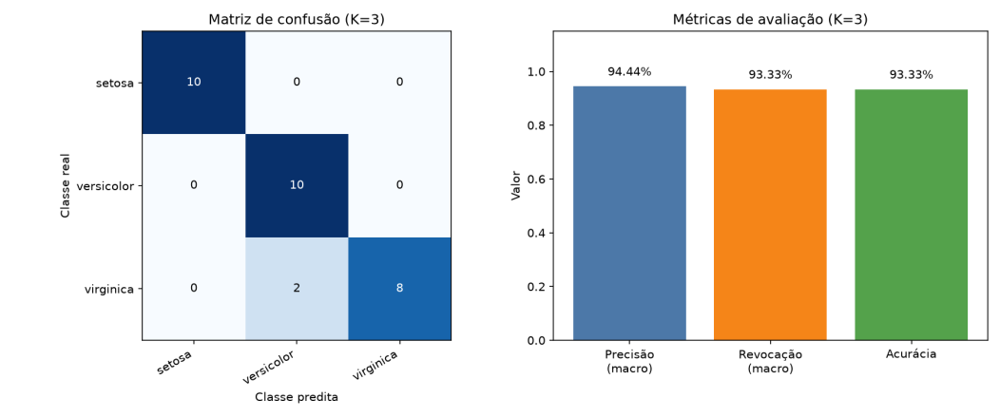 Matriz de confusão (K=3)
Classe real
setosa
10
0
0
versicolor
0
10
0
virginica
0
2
8
setosa
versicolor
virginica
Classe predita
Métricas de avaliação (K=3)
Valor
1.0
0.8
0.6
0.4
0.2
0.0
94.44%
93.33%
93.33%
Precisão
(macro)
Revocação
(macro)
Acurácia